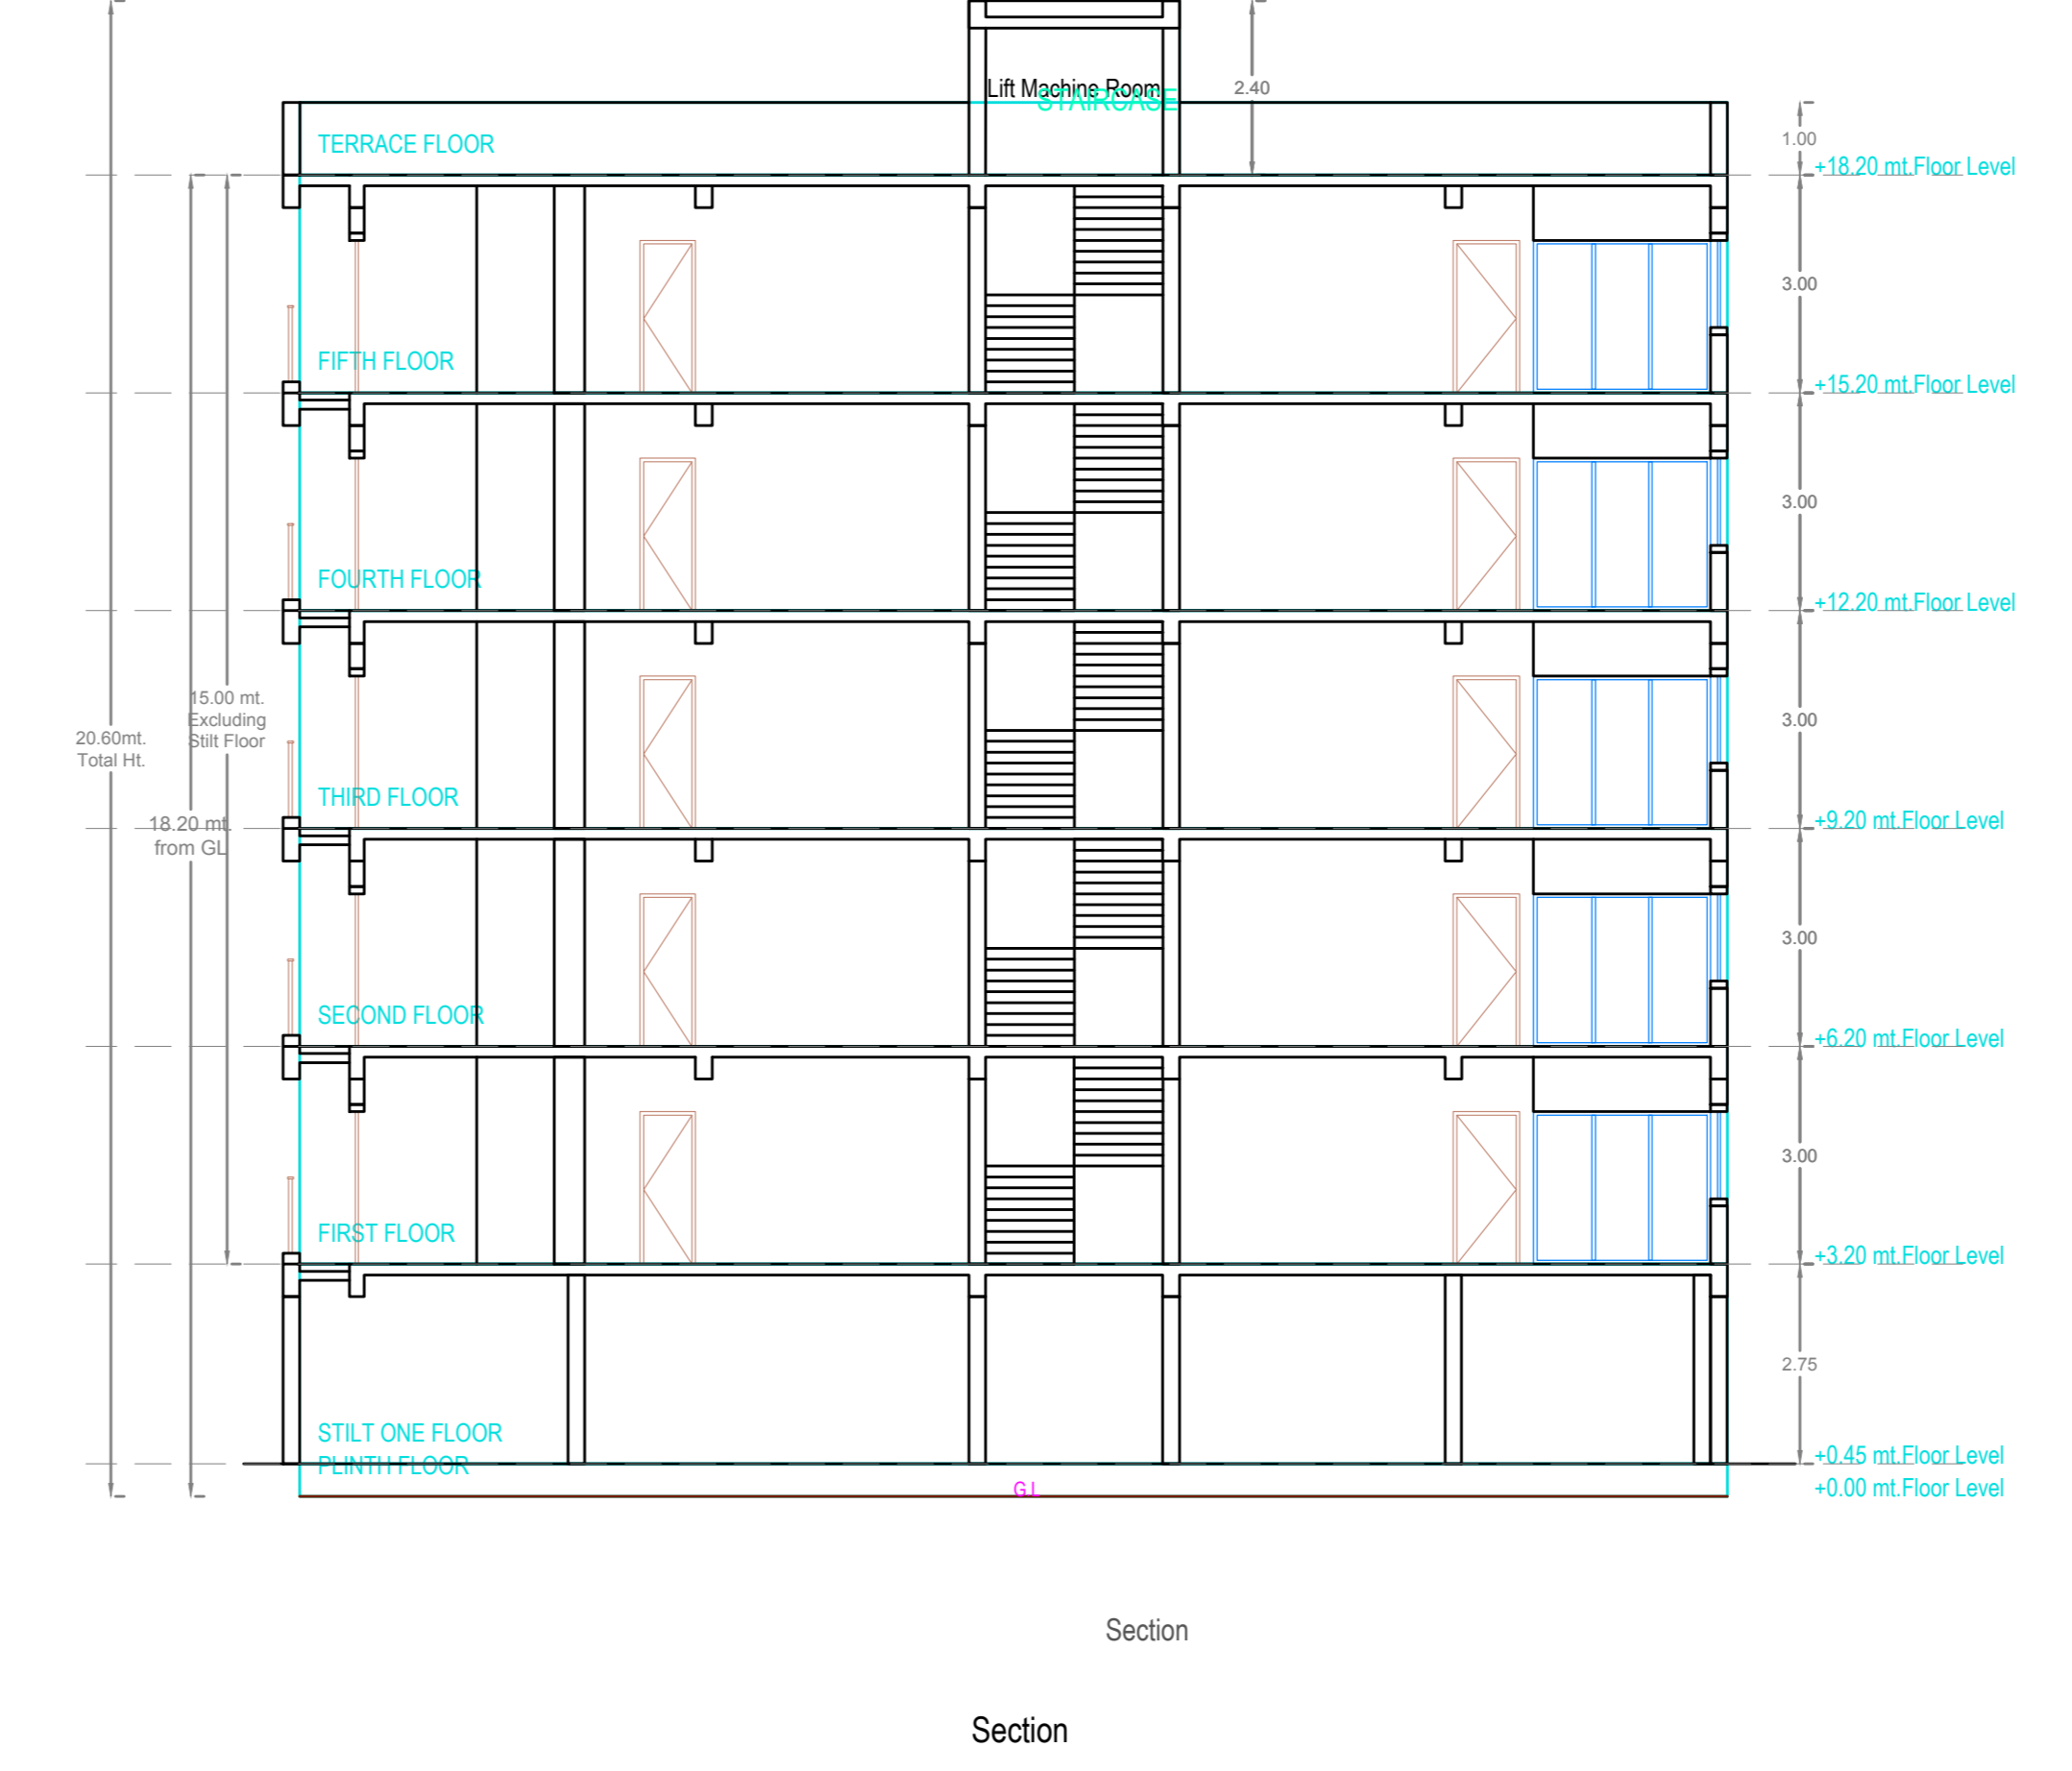 Lift Machine Room
STAIRCASE
2.40
TERRACE FLOOR
1.00
+18.20 mt.Floor Level
3.00
FIFTH FLOOR
+15.20 mt.Floor Level
3.00
FOURTH FLOOR
+12.20 mt.Floor Level
15.00 mt.
Excluding
Stilt Floor
3.00
20.60mt.
Total Ht.
THIRD FLOOR
+9.20 mt.Floor Level
18.20 mt.
from GL
3.00
SECOND FLOOR
+6.20 mt.Floor Level
3.00
FIRST FLOOR
+3.20 mt.Floor Level
2.75
STILT ONE FLOOR
+0.45 mt.Floor Level
PLINTH FLOOR
G L
+0.00 mt.Floor Level
Section
Section